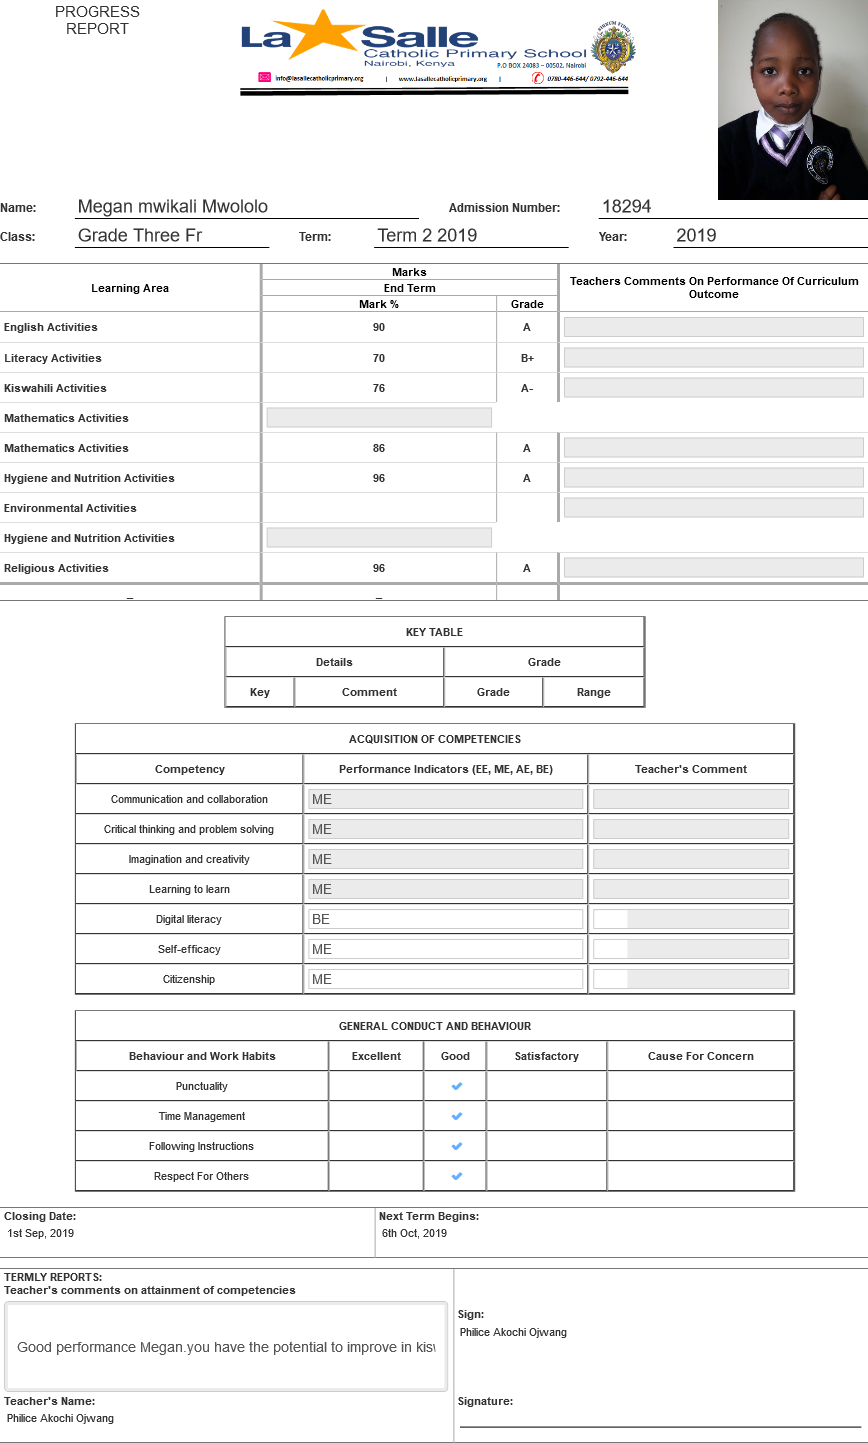 PROGRESS
REPORT
La Salle
Catholic Primary School
Nairobi, Kenya
P.O BOX 24083 – 00502, Nairobi
info@lasallecatholicprimary.org | www.lasallecatholicprimary.org | 0780-446-644/ 0792-446-644
Name: Megan mwikali Mwololo Admission Number: 18294
Class: Grade Three Fr Term: Term 2 2019 Year: 2019
Learning Area Marks Teachers Comments On Performance Of Curriculum Outcome
End Term
Mark % Grade
English Activities 90 A
Literacy Activities 70 B+
Kiswahili Activities 76 A-
Mathematics Activities
Mathematics Activities 86 A
Hygiene and Nutrition Activities 96 A
Environmental Activities
Hygiene and Nutrition Activities
Religious Activities 96 A
_ _
KEY TABLE
Details Grade
Key Comment Grade Range
ACQUISITION OF COMPETENCIES
Competency Performance Indicators (EE, ME, AE, BE) Teacher's Comment
Communication and collaboration ME
Critical thinking and problem solving ME
Imagination and creativity ME
Learning to learn ME
Digital literacy BE
Self-efficacy ME
Citizenship ME
GENERAL CONDUCT AND BEHAVIOUR
Behaviour and Work Habits Excellent Good Satisfactory Cause For Concern
Punctuality
Time Management
Following Instructions
Respect For Others
Closing Date: Next Term Begins:
1st Sep, 2019 6th Oct, 2019
TERMLY REPORTS:
Teacher's comments on attainment of competencies
Good performance Megan.you have the potential to improve in
Sign:
Philice Akochi Ojwang
Teacher's Name: Signature:
Philice Akochi Ojwang